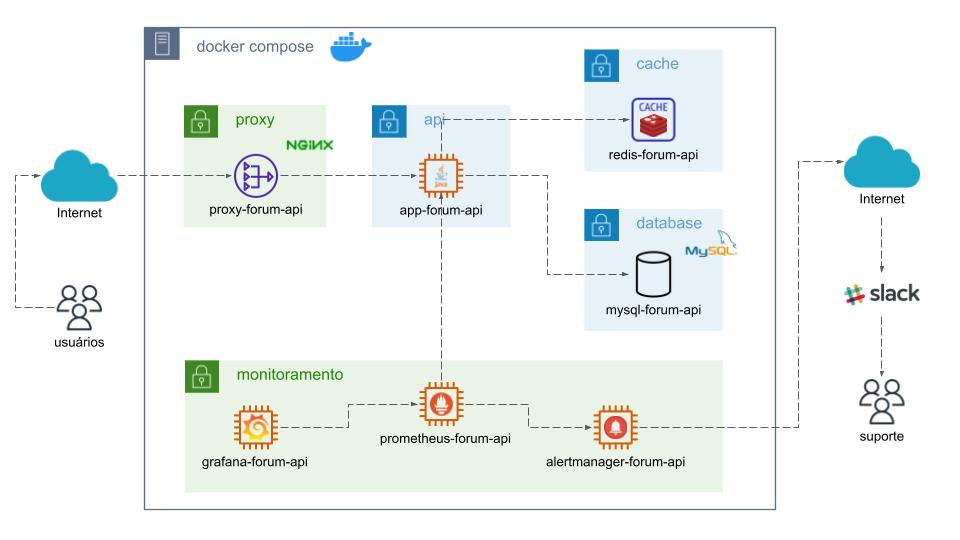 docker compose
cache
CACHE
redis-forum-api
proxy
NGINX
proxy-forum-api
api
Java
app-forum-api
Internet
usuários
database
MySQL
mysql-forum-api
Internet
slack
suporte
monitoramento
grafana-forum-api
prometheus-forum-api
alertmanager-forum-api